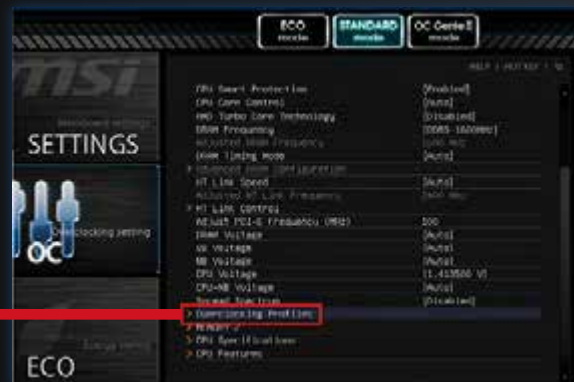 ECO mode
STANDARD mode
OC Genie II mode
HELP | HOTKEY |
msi
SETTINGS
Overclocking setting
OC
ECO
CPU Smart Protection [Enabled]
CPU Core Control [Auto]
AMD Turbo Core Technology [Disabled]
DRAM Frequency
Adjusted DRAM Frequency
DRAM Timing Mode [Auto]
> Advanced DRAM Configuration
HT Link Speed [Auto]
Adjusted HT Link Frequency
> HT Link Control
Adjust PCI-E Frequency (MHz)
DRAM Voltage [Auto]
NB Voltage [Auto]
CPU Voltage
CPU-NB Voltage [Auto]
Spread Spectrum [Disabled]
> Overclocking Profiles
> MEMORY-Z
> CPU Specifications
> CPU Features